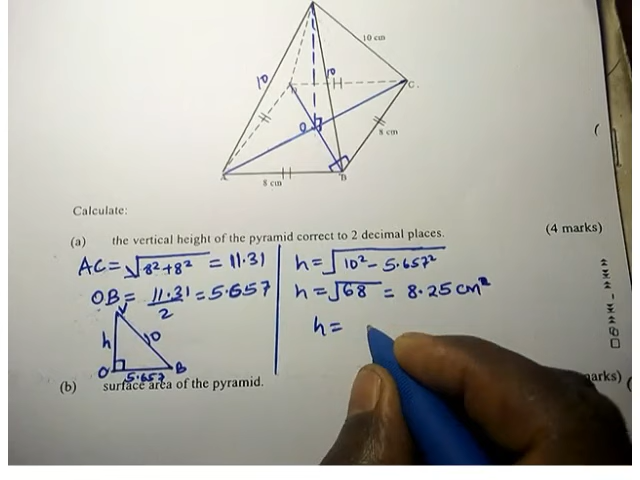 10 cm
10
10
D
C
O
8 cm
A
B
8 cm
Calculate:
(a) the vertical height of the pyramid correct to 2 decimal places. (4 marks)
AC = √8²+8² = 11.31
OB = 11.31/2 = 5.657
V
h
10
O
B
5.657
h = √10² - 5.657²
h = √68 = 8.25 cm
h =
(b) surface area of the pyramid.